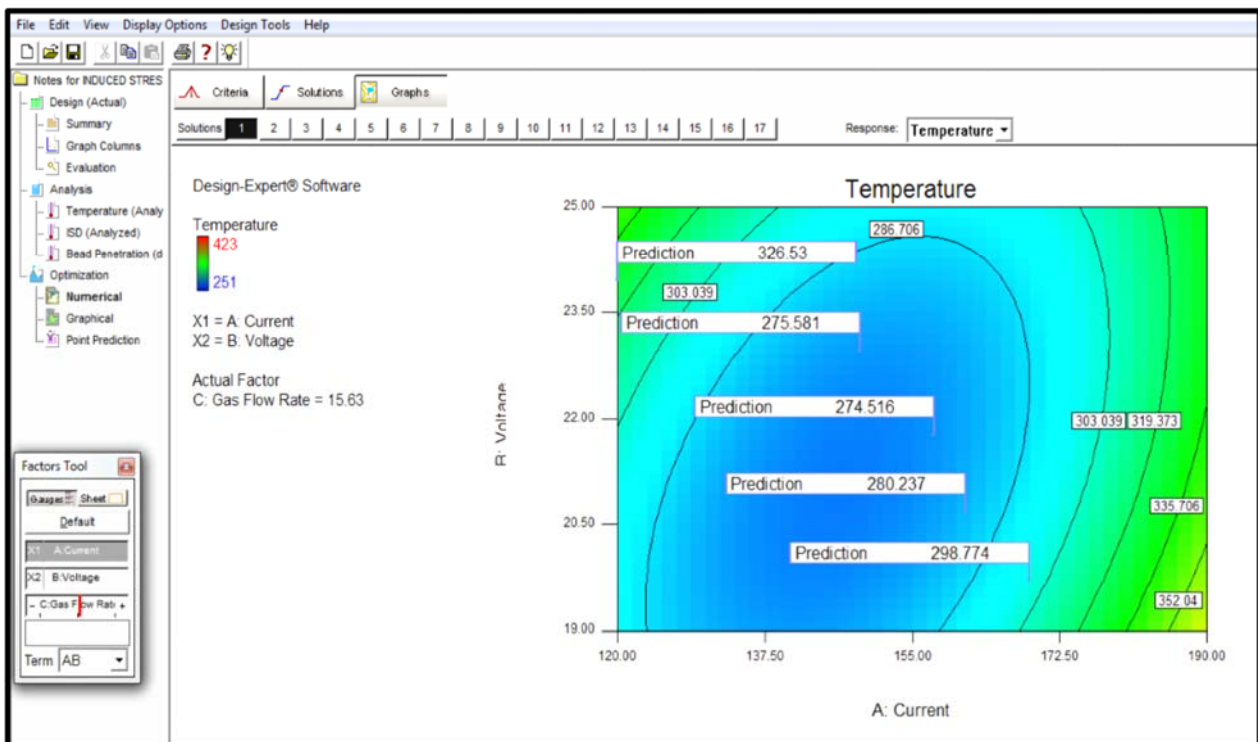 File Edit View Display Options Design Tools Help
Notes for INDUCED STRES
Design (Actual)
Summary
Graph Columns
Evaluation
Analysis
Temperature (Analy
ISD (Analyzed)
Bead Penetration (d
Optimization
Numerical
Graphical
Point Prediction
Criteria Solutions Graphs
Solutions 1 2 3 4 5 6 7 8 9 10 11 12 13 14 15 16 17
Response: Temperature
Design-Expert® Software
Temperature
423
251
X1 = A: Current
X2 = B: Voltage
Actual Factor
C: Gas Flow Rate = 15.63
Temperature
25.00
23.50
22.00
20.50
19.00
B: Voltage
286.706
Prediction 326.53
303.039
Prediction 275.581
Prediction 274.516
303.039 319.373
Prediction 280.237
335.706
Prediction 298.774
352.04
120.00 137.50 155.00 172.50 190.00
A: Current
Factors Tool
Gauges Sheet
Default
X1 A:Current
X2 B:Voltage
- C:Gas Flow Rate +
Term AB